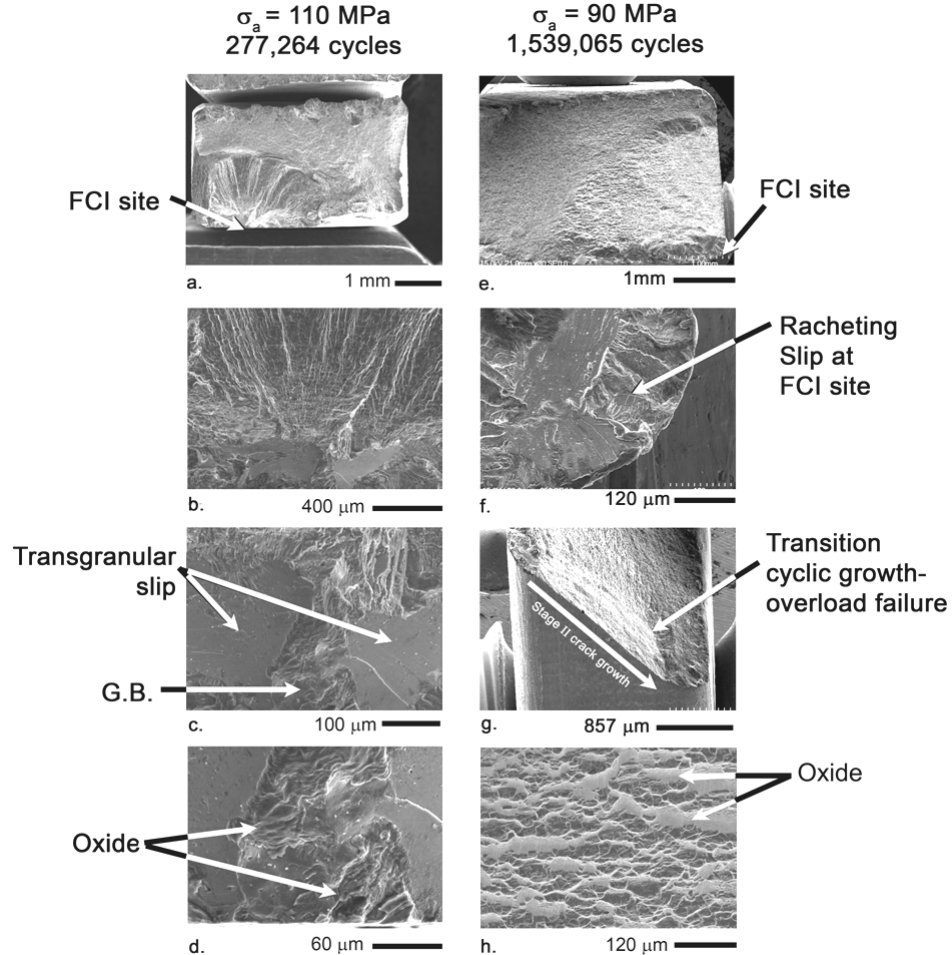 σa = 110 MPa
277,264 cycles
σa = 90 MPa
1,539,065 cycles
FCI site
a.
1 mm
FCI site
e.
1mm
b.
400 μm
Racheting
Slip at
FCI site
f.
120 μm
Transgranular
slip
G.B.
c.
100 μm
Transition
cyclic growth-
overload failure
Stage II crack growth
g.
857 μm
Oxide
d.
60 μm
Oxide
h.
120 μm